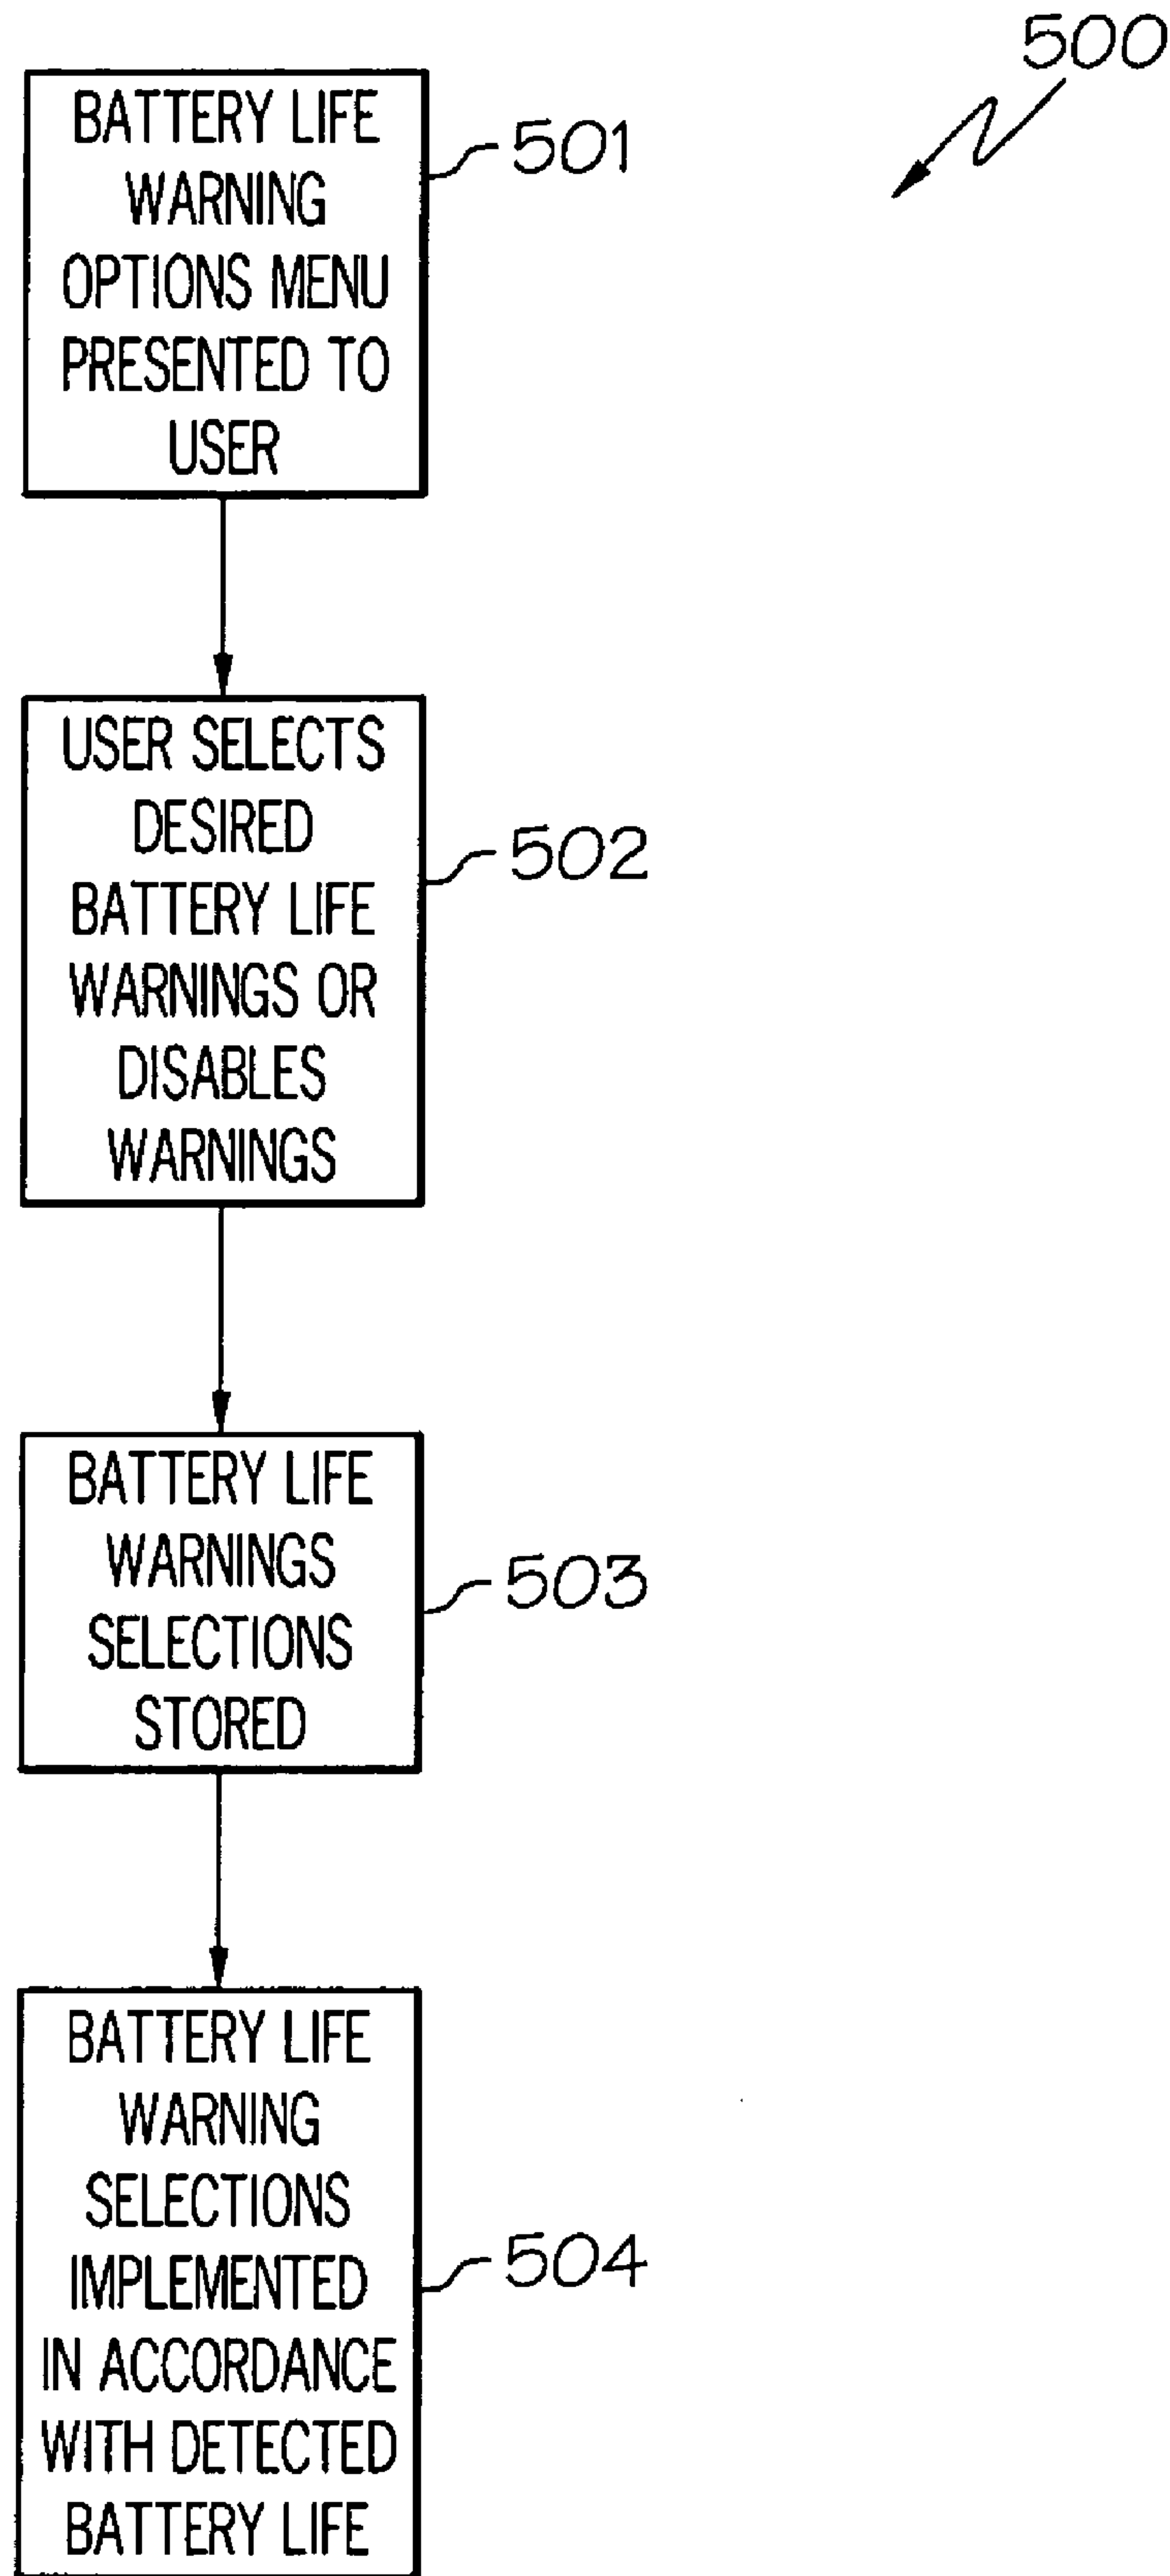 500
BATTERY LIFE
WARNING
OPTIONS MENU
PRESENTED TO
USER
501
USER SELECTS
DESIRED
BATTERY LIFE
WARNINGS OR
DISABLES
WARNINGS
502
BATTERY LIFE
WARNINGS
SELECTIONS
STORED
503
BATTERY LIFE
WARNING
SELECTIONS
IMPLEMENTED
IN ACCORDANCE
WITH DETECTED
BATTERY LIFE
504